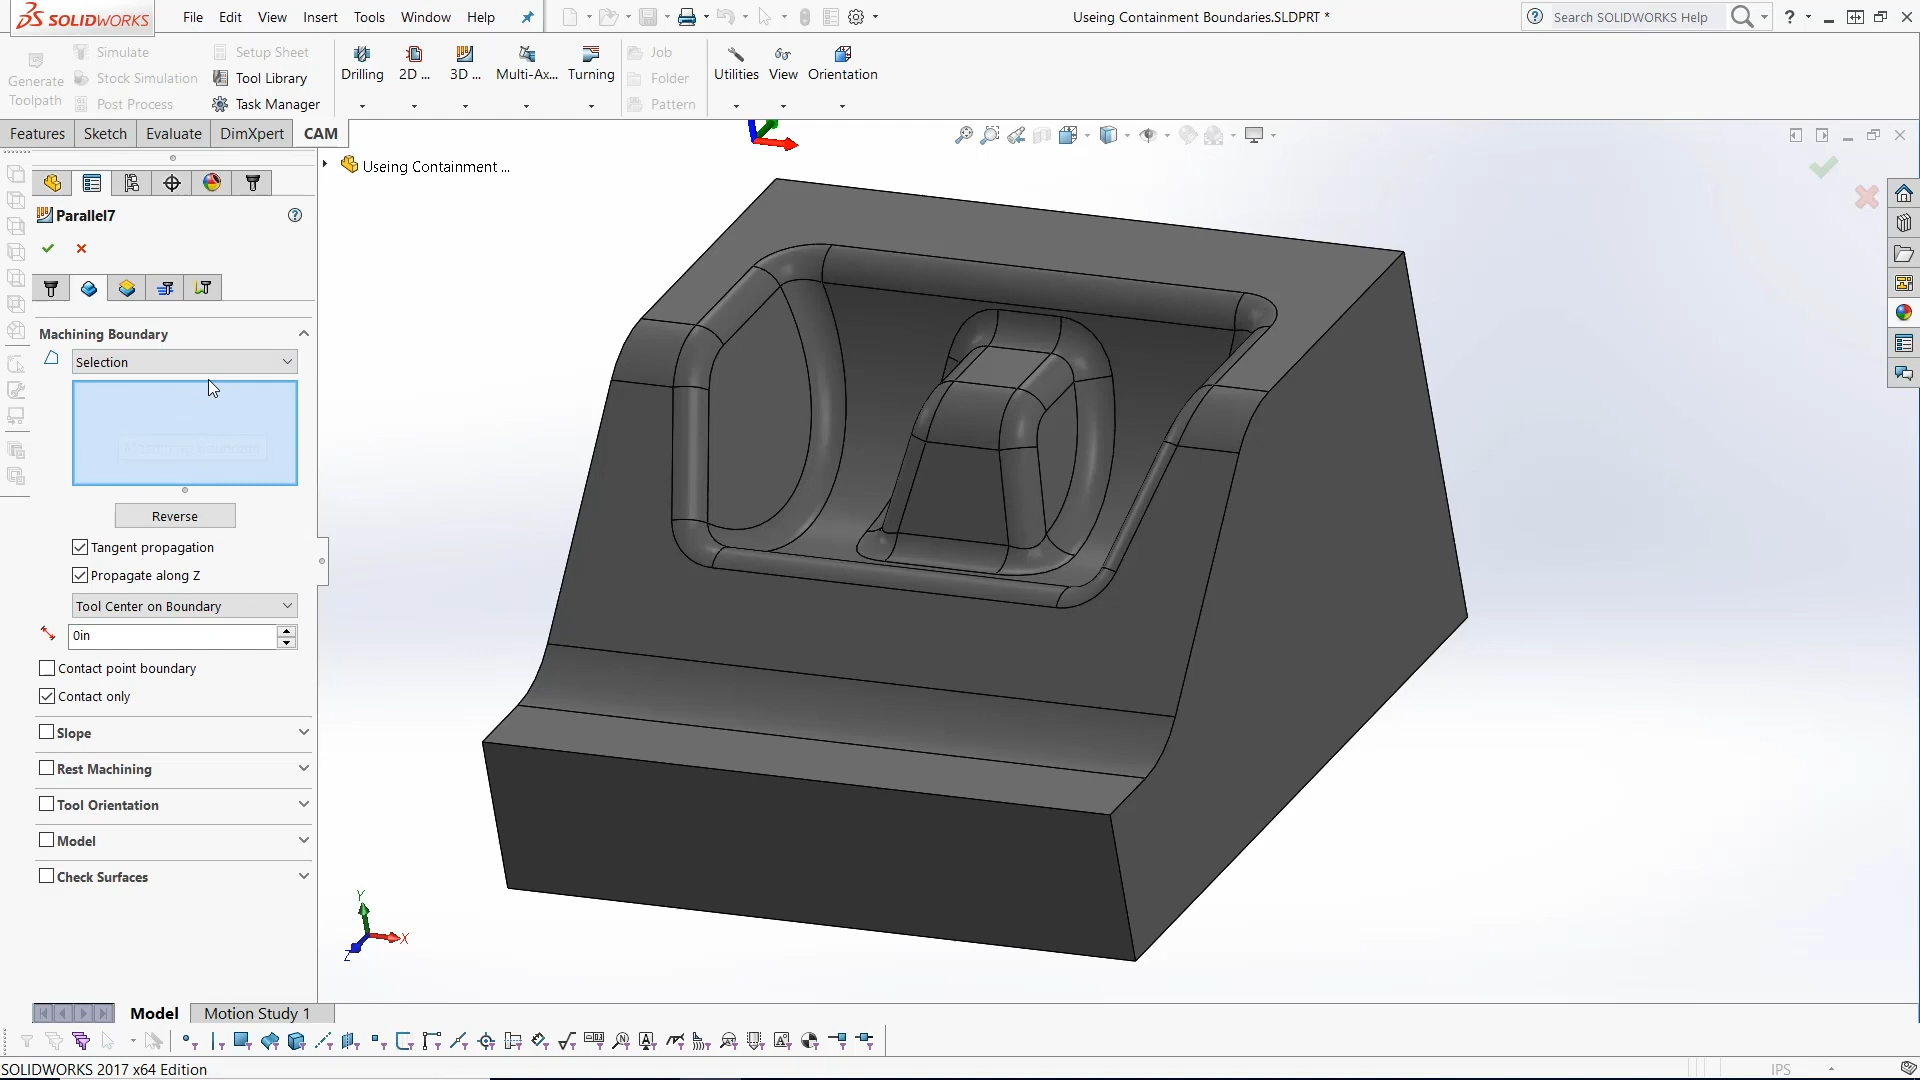 SOLIDWORKS
File Edit View Insert Tools Window Help
Useing Containment Boundaries.SLDPRT *
Search SOLIDWORKS Help
Generate Toolpath
Simulate
Stock Simulation
Post Process
Setup Sheet
Tool Library
Task Manager
Drilling
2D ...
3D ...
Multi-Ax...
Turning
Job
Folder
Pattern
Utilities
View
Orientation
Features Sketch Evaluate DimXpert CAM
Useing Containment ...
Parallel7
Machining Boundary
Selection
Reverse
Tangent propagation
Propagate along Z
Tool Center on Boundary
0in
Contact point boundary
Contact only
Slope
Rest Machining
Tool Orientation
Model
Check Surfaces
Y
X
Z
Model Motion Study 1
SOLIDWORKS 2017 x64 Edition
IPS